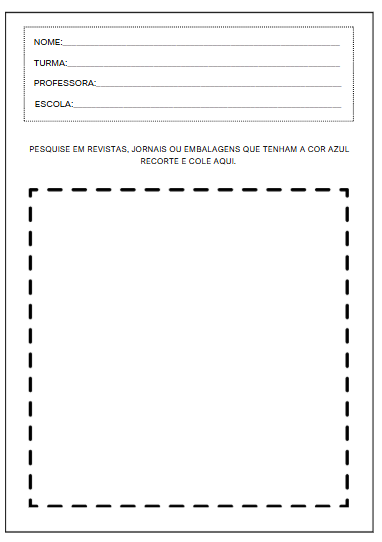 NOME:
TURMA:
PROFESSORA:
ESCOLA:
PESQUISE EM REVISTAS, JORNAIS OU EMBALAGENS QUE TENHAM A COR AZUL
RECORTE E COLE AQUI.